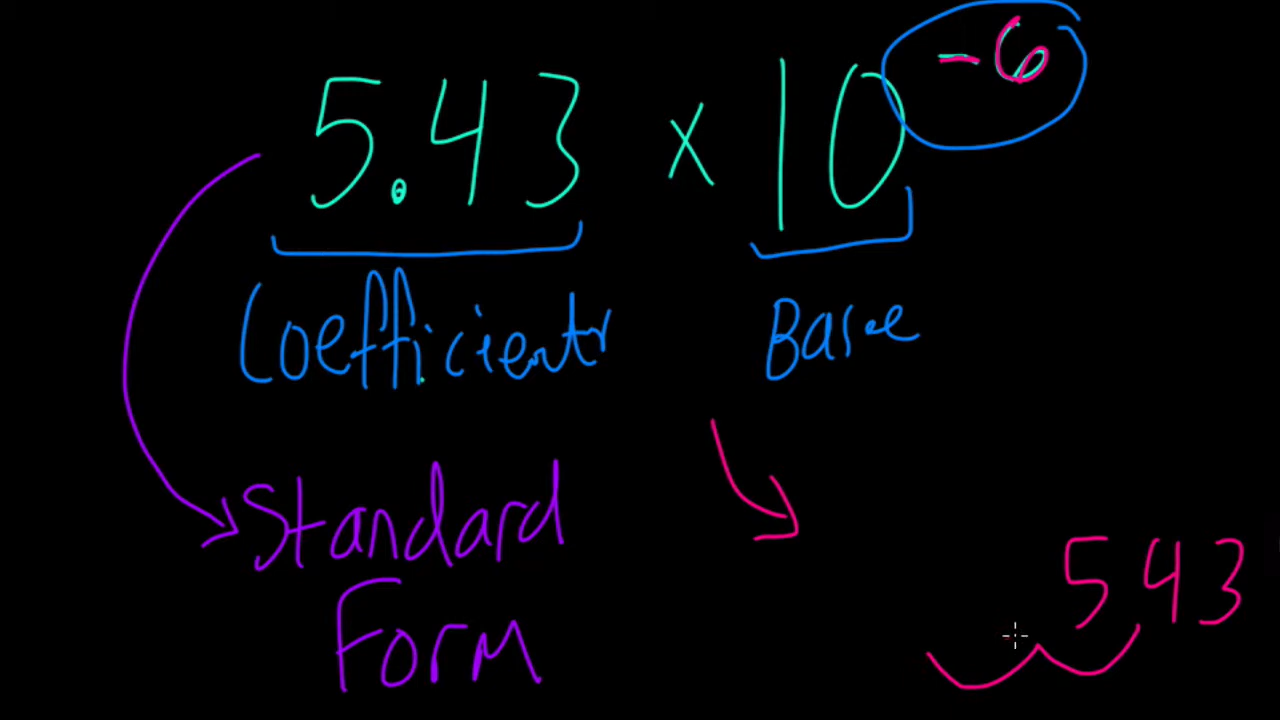 5.43 x 10⁻⁶
Coefficient Base
Standard
Form
543